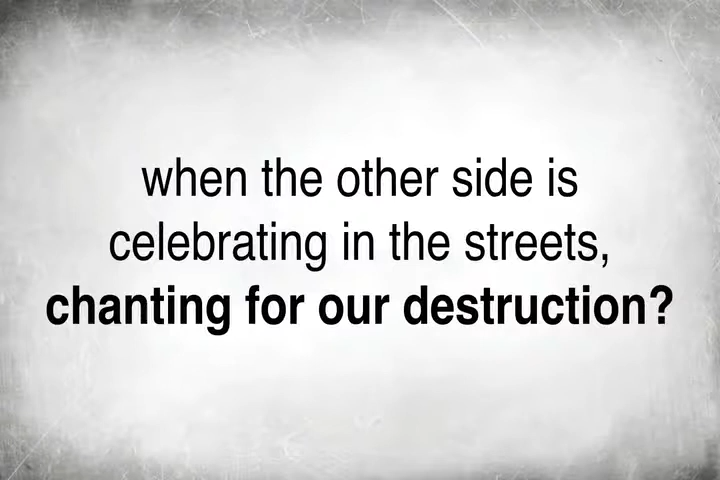 when the other side is
celebrating in the streets,
chanting for our destruction?